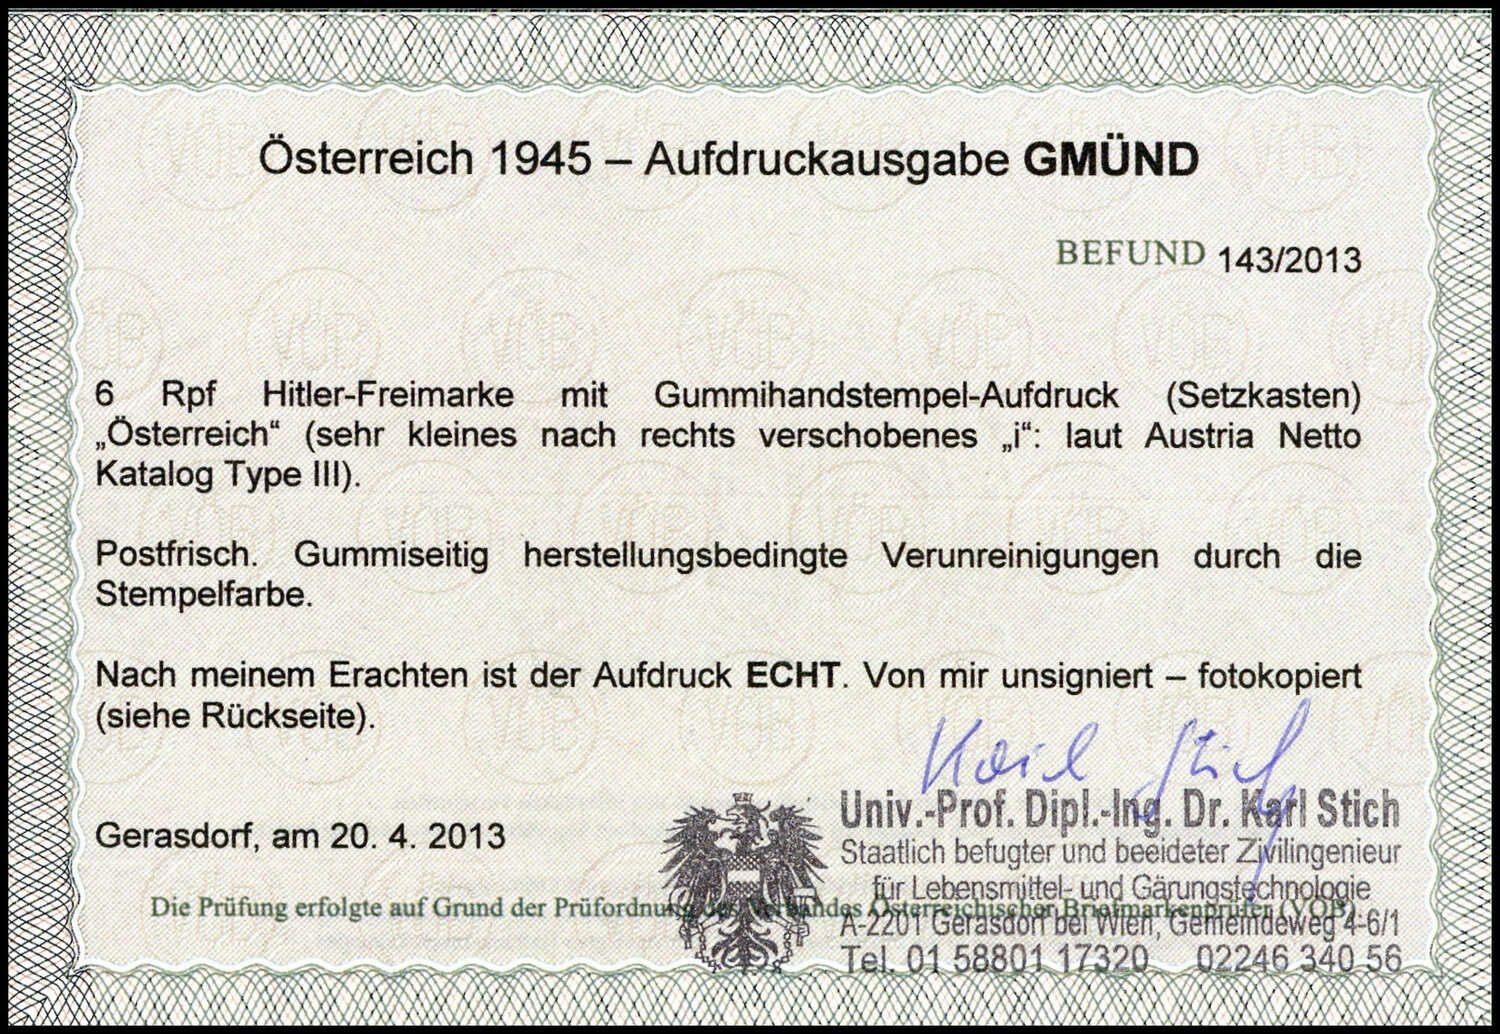 Österreich 1945 – Aufdruckausgabe GMÜND
BEFUND 143/2013
6 Rpf Hitler-Freimarke mit Gummihandstempel-Aufdruck (Setzkasten)
„Österreich“ (sehr kleines nach rechts verschobenes „i“: laut Austria Netto
Katalog Type III).
Postfrisch. Gummiseitig herstellungsbedingte Verunreinigungen durch die
Stempelfarbe.
Nach meinem Erachten ist der Aufdruck ECHT. Von mir unsigniert – fotokopiert
(siehe Rückseite).
Karl Stich
Univ.-Prof. Dipl.-Ing. Dr. Karl Stich
Gerasdorf, am 20. 4. 2013
Staatlich befugter und beeideter Zivilingenieur
für Lebensmittel- und Gärungstechnologie
Die Prüfung erfolgte auf Grund der Prüfordnung des Verbandes Österreichischer Briefmarkenprüfer (VÖB).
A-2201 Gerasdorf bei Wien, Gemeindeweg 4-6/1
Tel. 01 58801 17320 02246 340 56